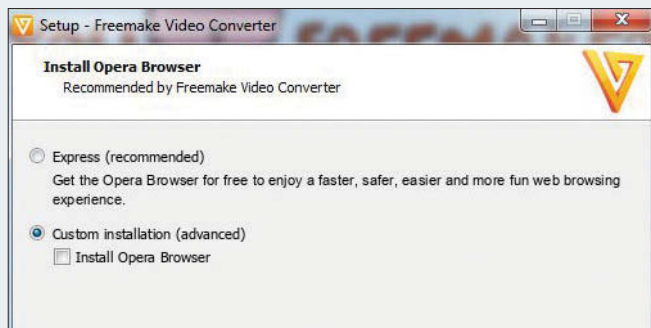 Setup - Freemake Video Converter
Install Opera Browser
Recommended by Freemake Video Converter
Express (recommended)
Get the Opera Browser for free to enjoy a faster, safer, easier and more fun web browsing
experience.
Custom installation (advanced)
Install Opera Browser